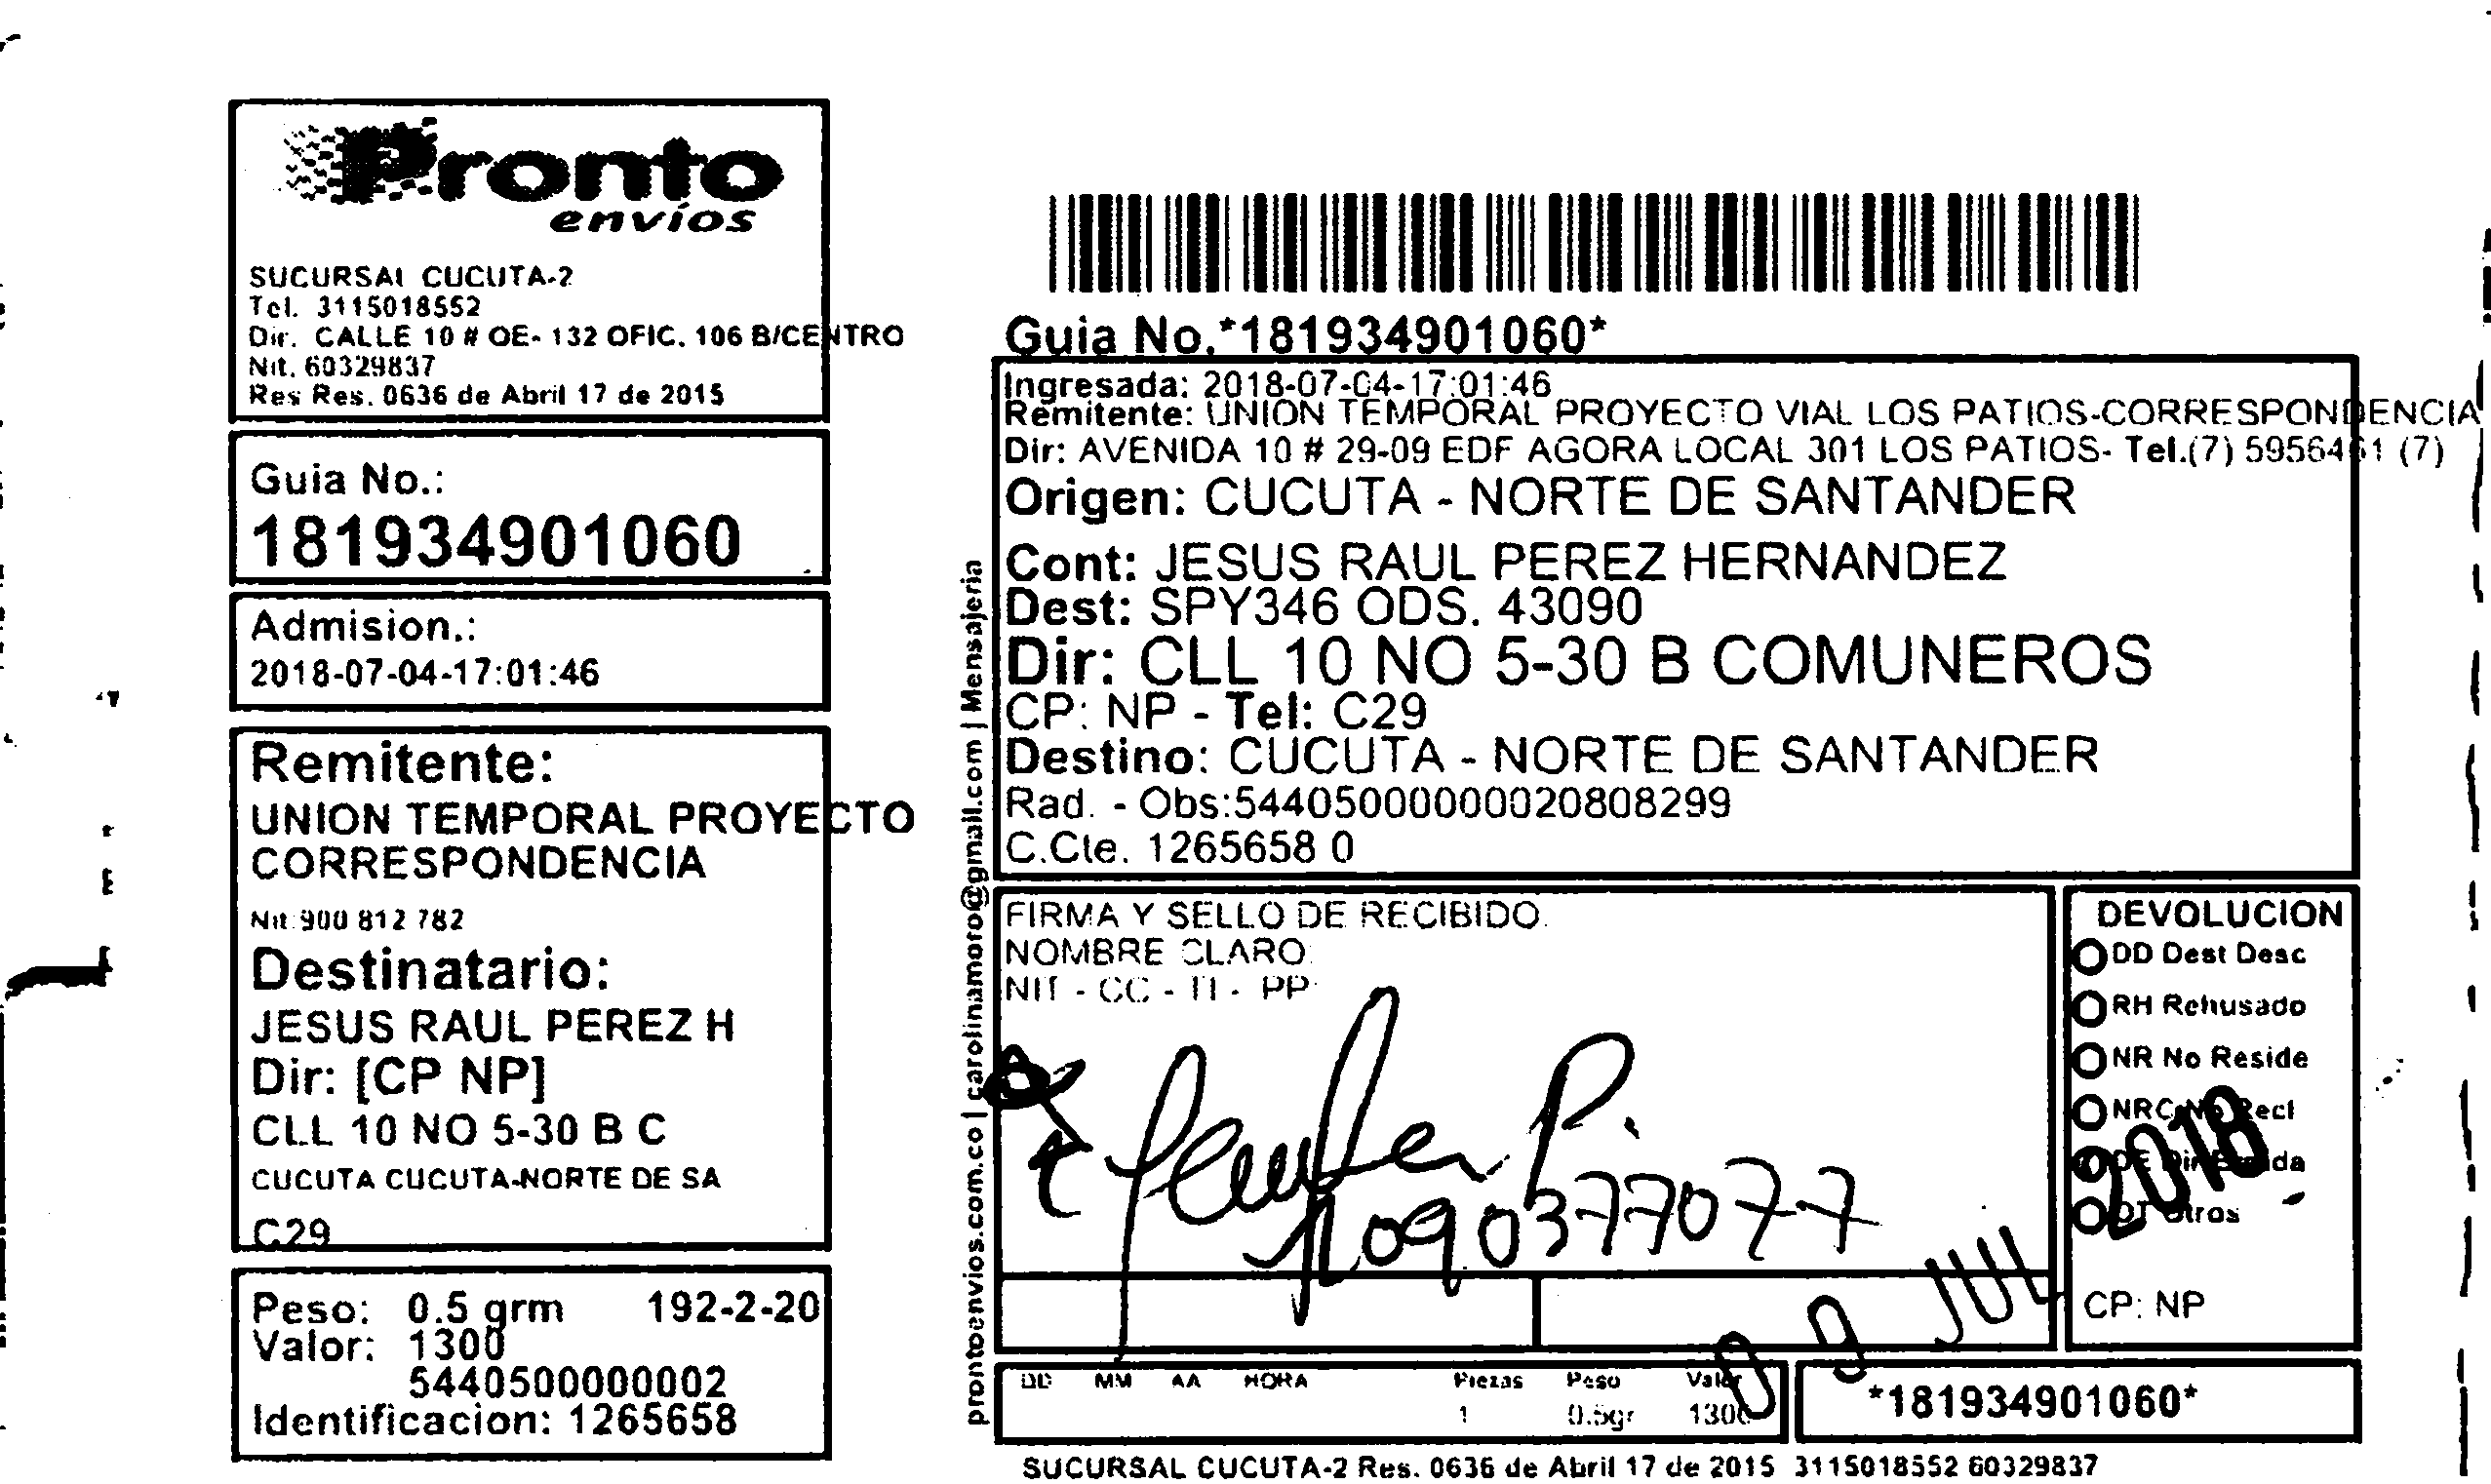 Pronto
envíos
SUCURSAL CUCUTA-2
Tel. 3115018552
Dir. CALLE 10 # OE- 132 OFIC. 106 B/CENTRO
Nit. 60329837
Res Res. 0636 de Abril 17 de 2015
Guia No.:
181934901060
Admision.:
2018-07-04-17:01:46
Remitente:
UNION TEMPORAL PROYECTO
CORRESPONDENCIA
Nit 900 812 782
Destinatario:
JESUS RAUL PEREZ H
Dir: [CP NP]
CLL 10 NO 5-30 B C
CUCUTA CUCUTA-NORTE DE SA
C29
Peso: 0.5 grm 192-2-20
Valor: 1300
5440500000002
Identificacion: 1265658
prontoenvios.com.co | carolinamoro@gmail.com | Mensajeria
Guia No.*181934901060*
Ingresada: 2018-07-04-17:01:46
Remitente: UNION TEMPORAL PROYECTO VIAL LOS PATIOS-CORRESPONDENCIA
Dir: AVENIDA 10 # 29-09 EDF AGORA LOCAL 301 LOS PATIOS- Tel.(7) 5956461 (7)
Origen: CUCUTA - NORTE DE SANTANDER
Cont: JESUS RAUL PEREZ HERNANDEZ
Dest: SPY346 ODS. 43090
Dir: CLL 10 NO 5-30 B COMUNEROS
CP: NP - Tel: C29
Destino: CUCUTA - NORTE DE SANTANDER
Rad. - Obs:544050000000020808299
C.Cte. 1265658 0
FIRMA Y SELLO DE RECIBIDO.
NOMBRE CLARO:
NIT - CC - TI - PP:
1090377077
09 JUL 2018
DEVOLUCION
DD Dest Desc
RH Rehusado
NR No Reside
NRC No Recl
DE Dir Errada
OT Otros
CP: NP
DD MM AA HORA Piezas Peso Valor
1 0.5gr 1300
*181934901060*
SUCURSAL CUCUTA-2 Res. 0636 de Abril 17 de 2015 3115018552 60329837